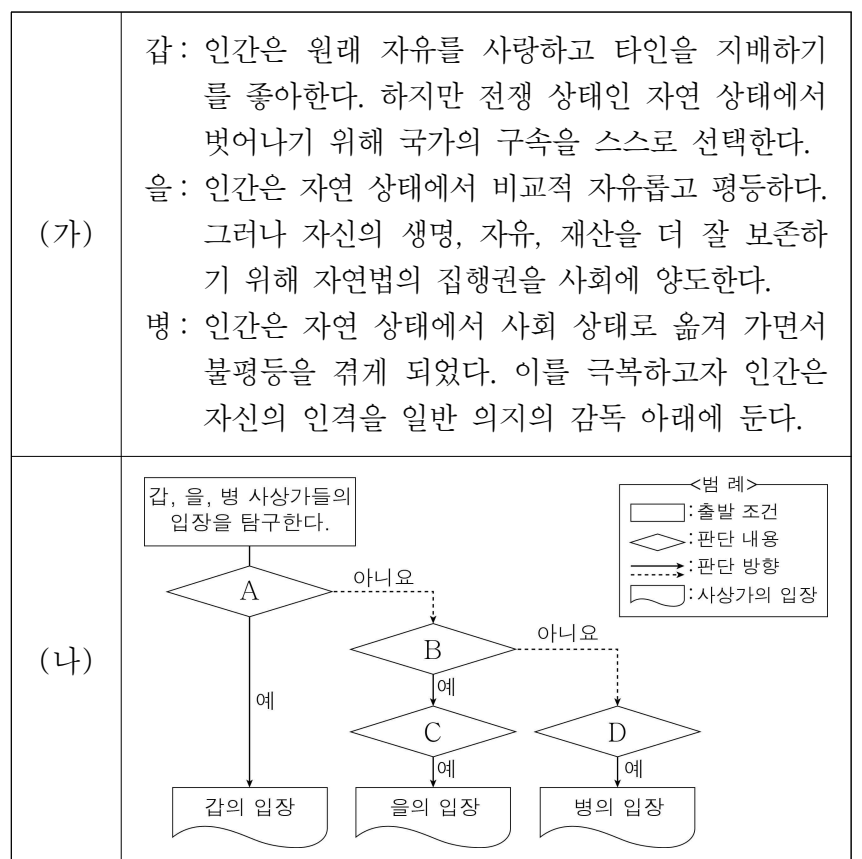 (가)
갑 : 인간은 원래 자유를 사랑하고 타인을 지배하기
를 좋아한다. 하지만 전쟁 상태인 자연 상태에서
벗어나기 위해 국가의 구속을 스스로 선택한다.
을 : 인간은 자연 상태에서 비교적 자유롭고 평등하다.
그러나 자신의 생명, 자유, 재산을 더 잘 보존하
기 위해 자연법의 집행권을 사회에 양도한다.
병 : 인간은 자연 상태에서 사회 상태로 옮겨 가면서
불평등을 겪게 되었다. 이를 극복하고자 인간은
자신의 인격을 일반 의지의 감독 아래에 둔다.
(나)
갑, 을, 병 사상가들의
입장을 탐구한다.
<범 례>
: 출발 조건
: 판단 내용
: 판단 방향
: 사상가의 입장
A
아니요
B
아니요
예
예
C
D
예
예
갑의 입장
을의 입장
병의 입장